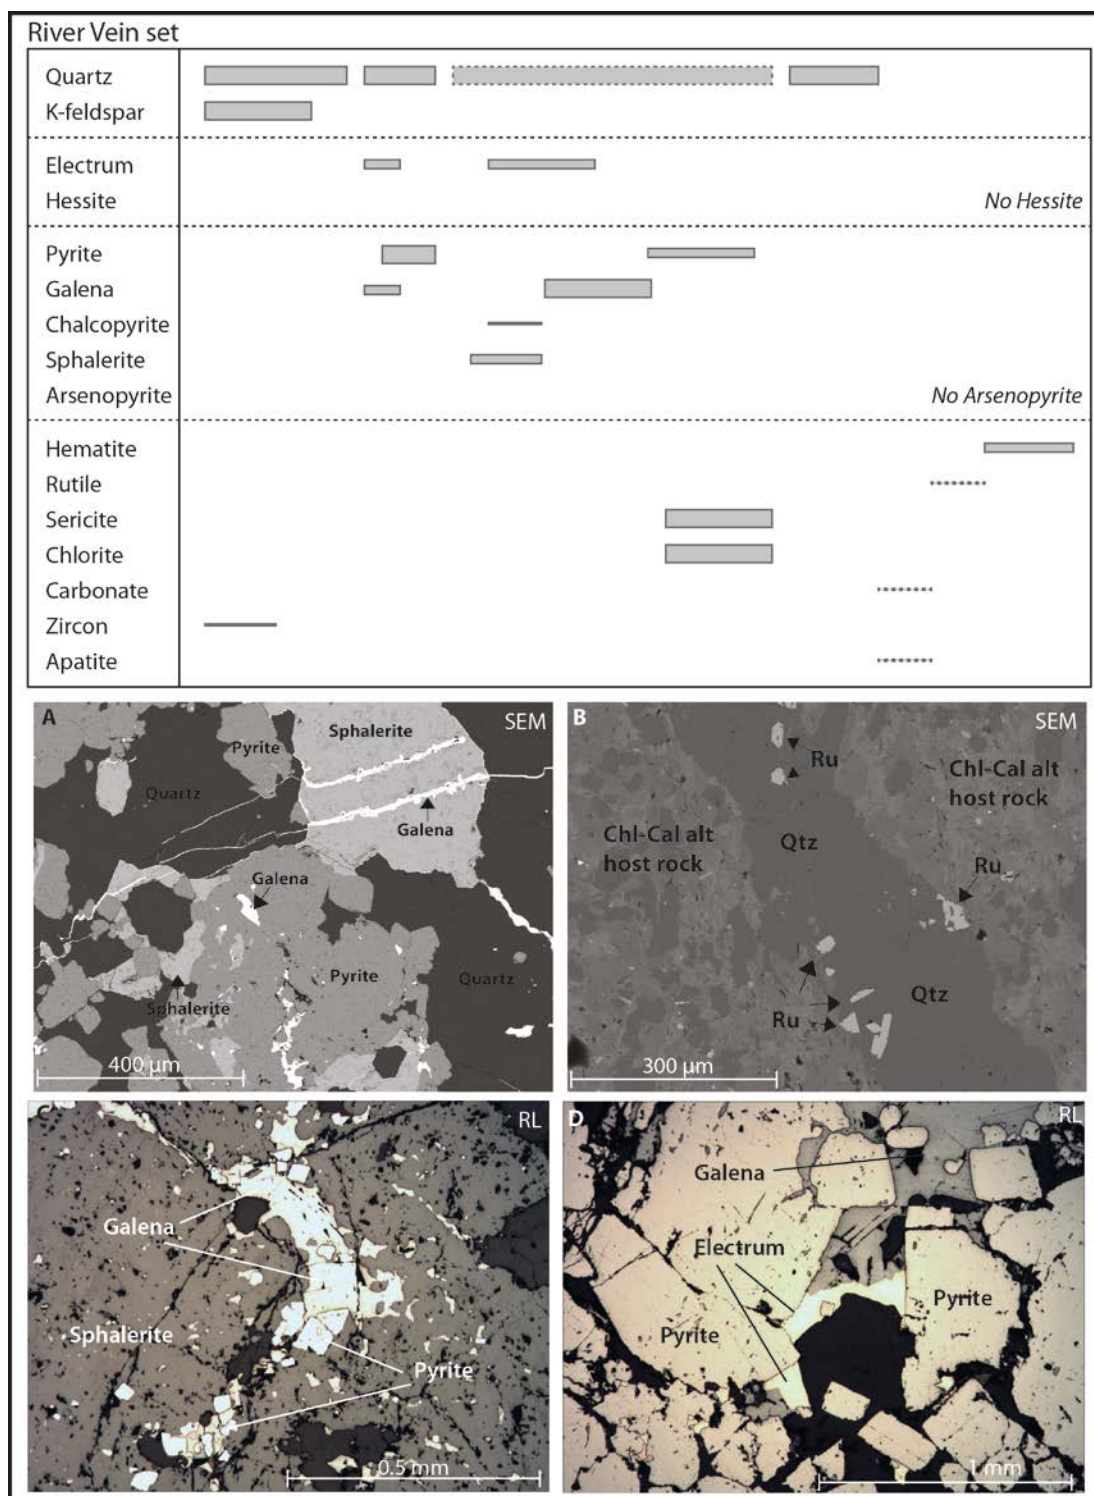 River Vein set
Quartz
K-feldspar
Electrum
Hessite No Hessite
Pyrite
Galena
Chalcopyrite
Sphalerite
Arsenopyrite No Arsenopyrite
Hematite
Rutile
Sericite
Chlorite
Carbonate
Zircon
Apatite
A SEM
Sphalerite
Pyrite
Quartz
Galena
Galena
Pyrite
Quartz
Sphalerite
400 µm
B SEM
Ru
Chl-Cal alt
host rock
Chl-Cal alt
host rock
Qtz
Ru
Qtz
Ru
300 µm
C RL
Galena
Sphalerite
Pyrite
0.5 mm
D RL
Galena
Electrum
Pyrite
Pyrite
1 mm